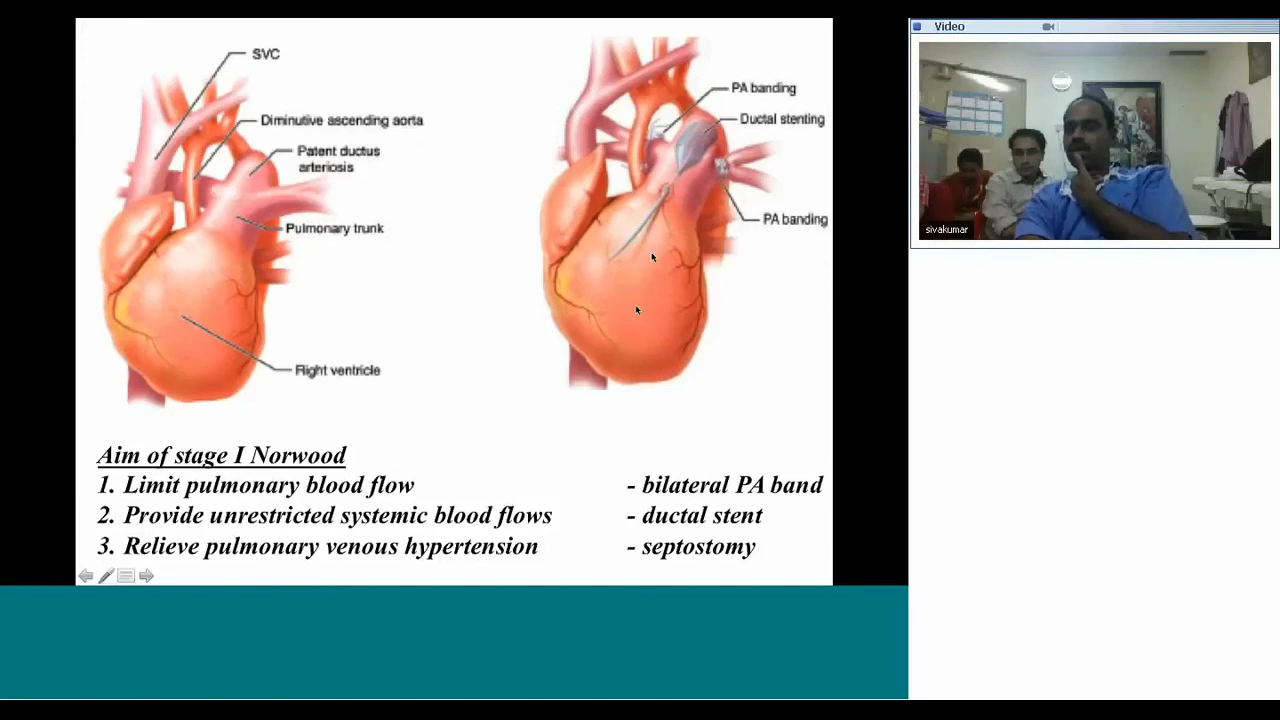 SVC
Diminutive ascending aorta
Patent ductus
arteriosis
Pulmonary trunk
Right ventricle
PA banding
Ductal stenting
PA banding
Aim of stage I Norwood
1. Limit pulmonary blood flow - bilateral PA band
2. Provide unrestricted systemic blood flows - ductal stent
3. Relieve pulmonary venous hypertension - septostomy
Video
sivakumar